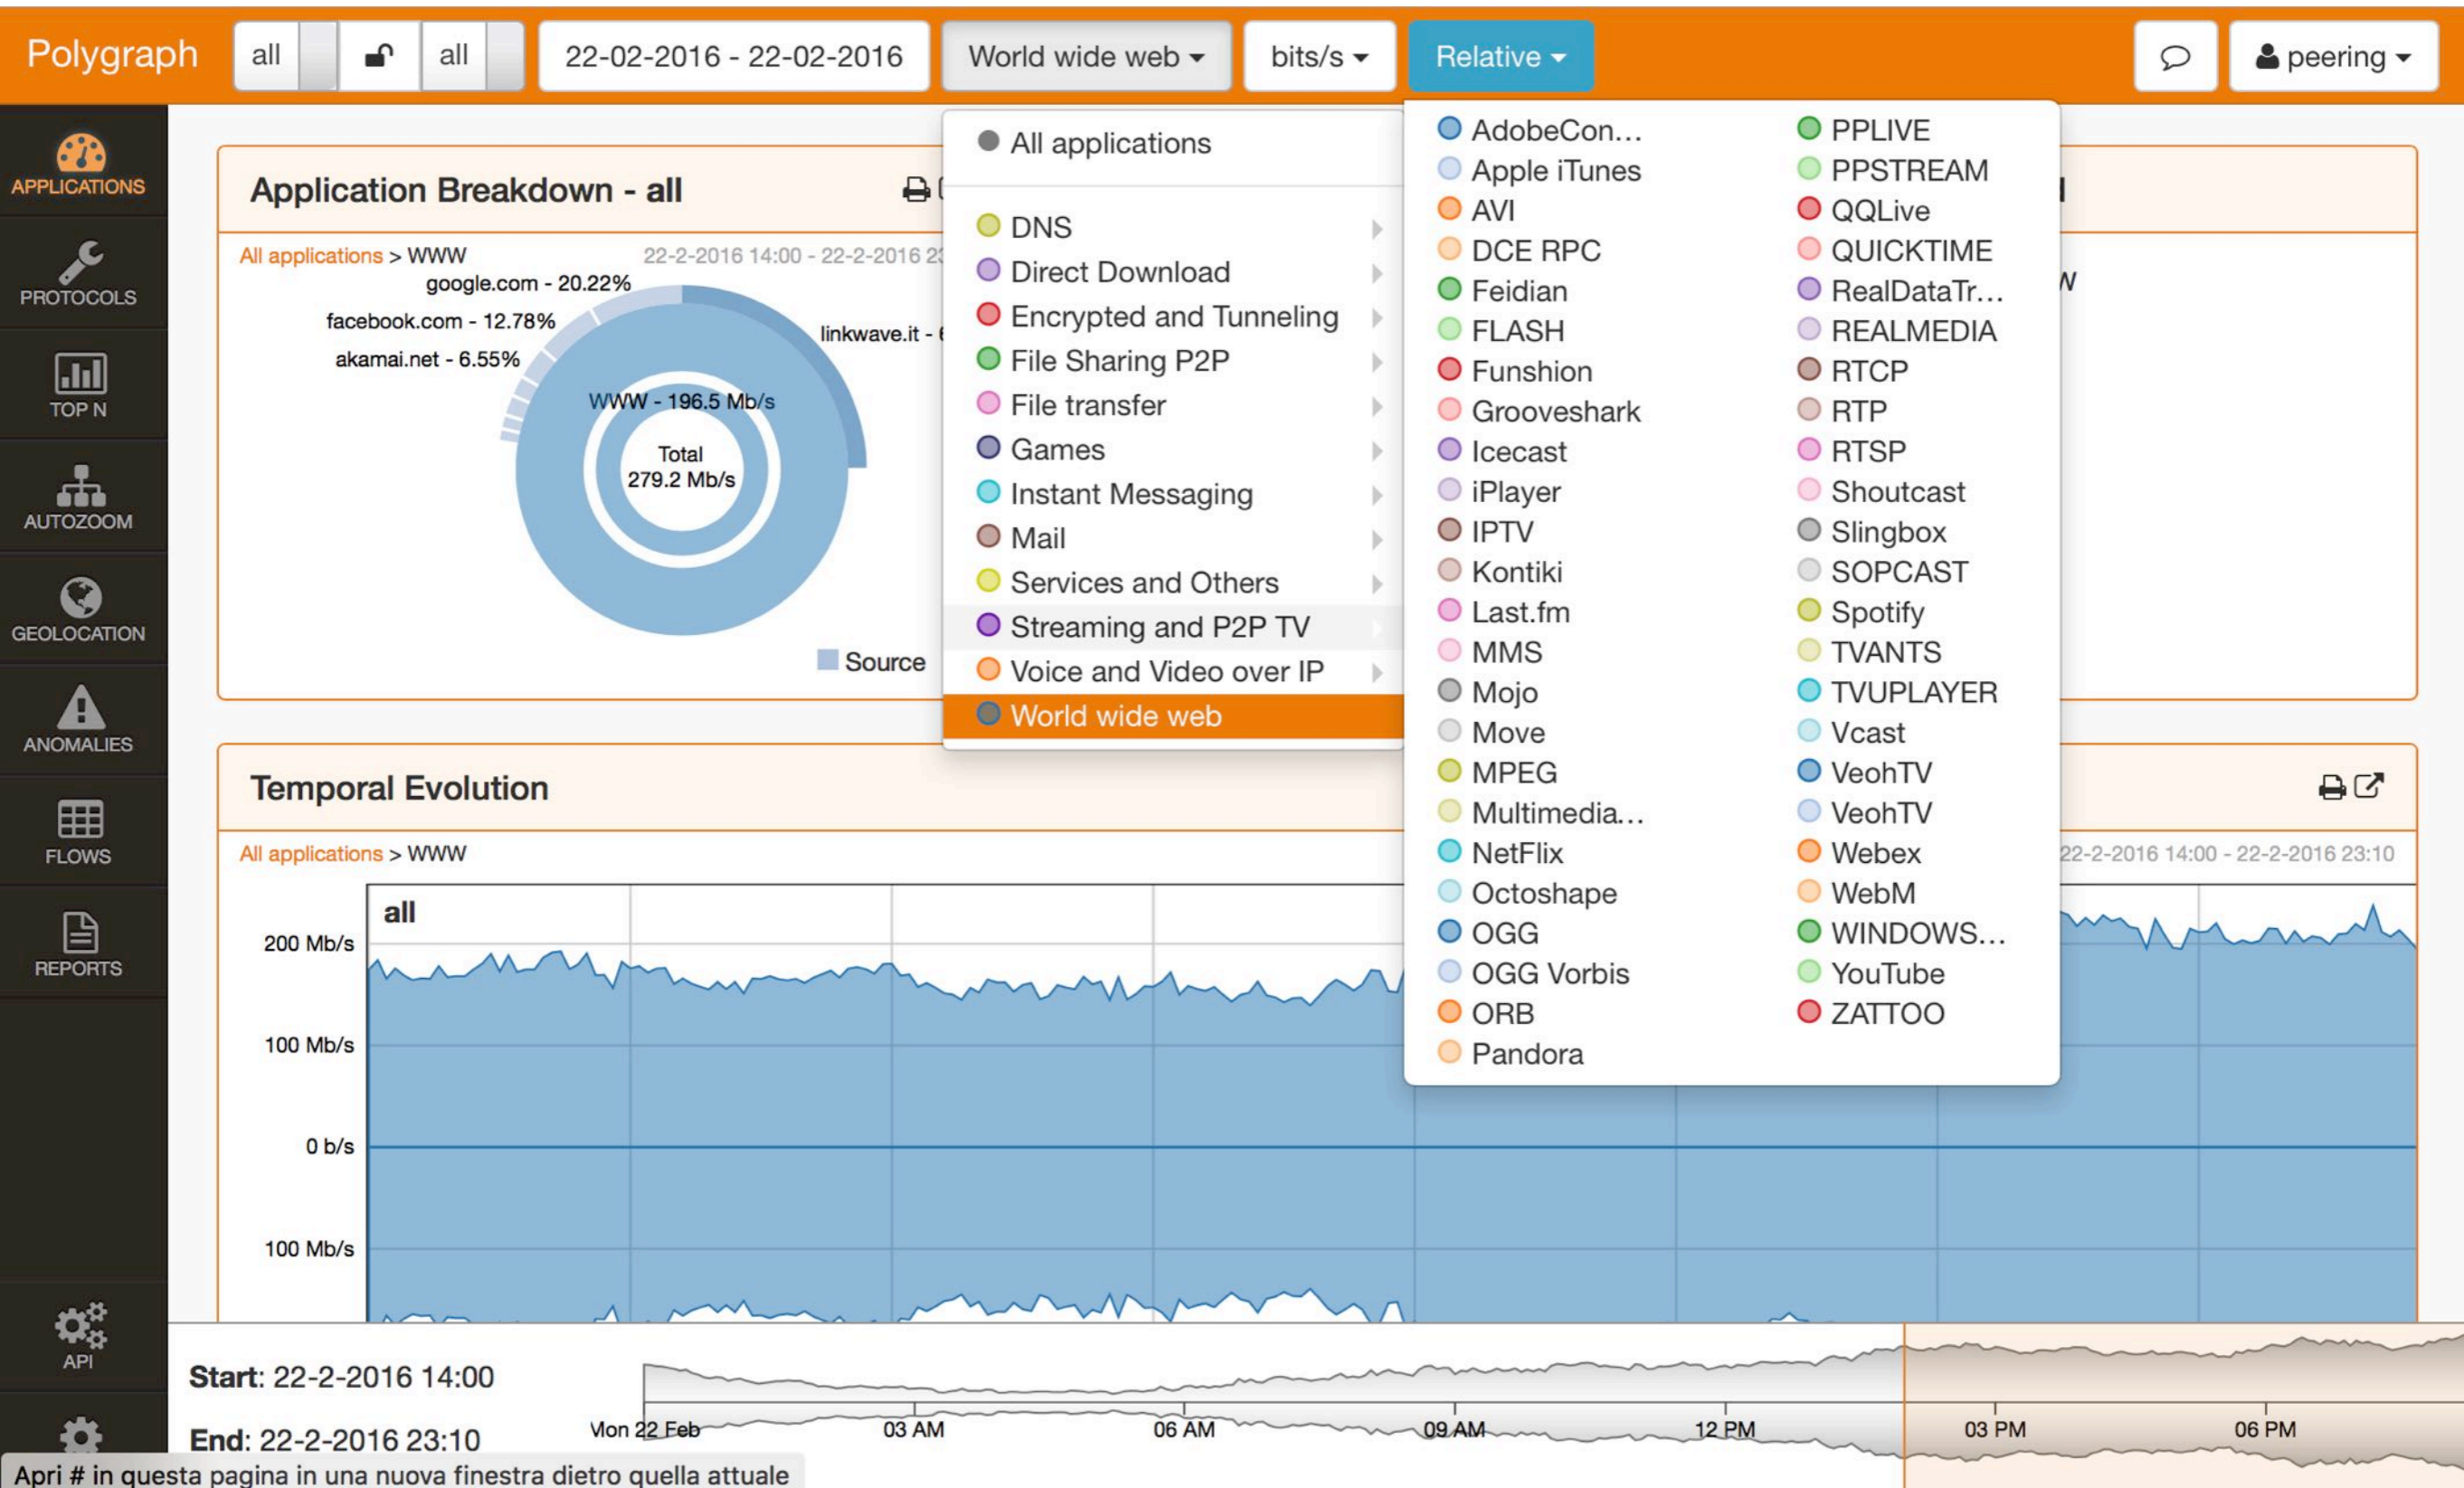 Polygraph all all 22-02-2016 - 22-02-2016 World wide web bits/s Relative peering
APPLICATIONS
PROTOCOLS
TOP N
AUTOZOOM
GEOLOCATION
ANOMALIES
FLOWS
REPORTS
API
Application Breakdown - all
All applications > WWW 22-2-2016 14:00 - 22-2-2016
google.com - 20.22%
facebook.com - 12.78%
akamai.net - 6.55%
linkwave.it -
WWW - 196.5 Mb/s
Total
279.2 Mb/s
Source
All applications
DNS
Direct Download
Encrypted and Tunneling
File Sharing P2P
File transfer
Games
Instant Messaging
Mail
Services and Others
Streaming and P2P TV
Voice and Video over IP
World wide web
AdobeCon...
Apple iTunes
AVI
DCE RPC
Feidian
FLASH
Funshion
Grooveshark
Icecast
iPlayer
IPTV
Kontiki
Last.fm
MMS
Mojo
Move
MPEG
Multimedia...
NetFlix
Octoshape
OGG
OGG Vorbis
ORB
Pandora
PPLIVE
PPSTREAM
QQLive
QUICKTIME
RealDataTr...
REALMEDIA
RTCP
RTP
RTSP
Shoutcast
Slingbox
SOPCAST
Spotify
TVANTS
TVUPLAYER
Vcast
VeohTV
VeohTV
Webex
WebM
WINDOWS...
YouTube
ZATTOO
Temporal Evolution
All applications > WWW 22-2-2016 14:00 - 22-2-2016 23:10
all
200 Mb/s
100 Mb/s
0 b/s
100 Mb/s
Start: 22-2-2016 14:00
End: 22-2-2016 23:10
Mon 22 Feb 03 AM 06 AM 09 AM 12 PM 03 PM 06 PM
Apri # in questa pagina in una nuova finestra dietro quella attuale